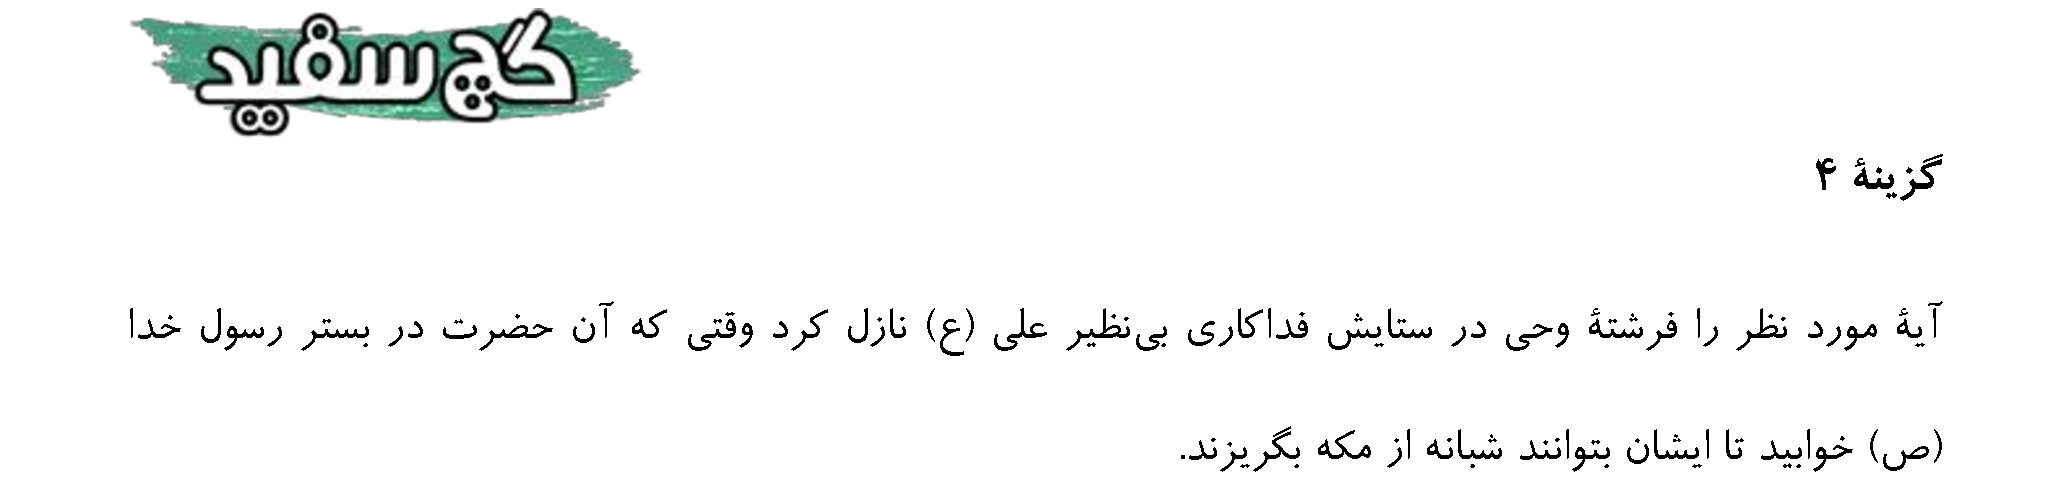 گچ سفید
گزینهٔ ۴
آیهٔ مورد نظر را فرشتهٔ وحی در ستایش فداکاری بی‌نظیر علی (ع) نازل کرد وقتی که آن حضرت در بستر رسول خدا
(ص) خوابید تا ایشان بتوانند شبانه از مکه بگریزند.